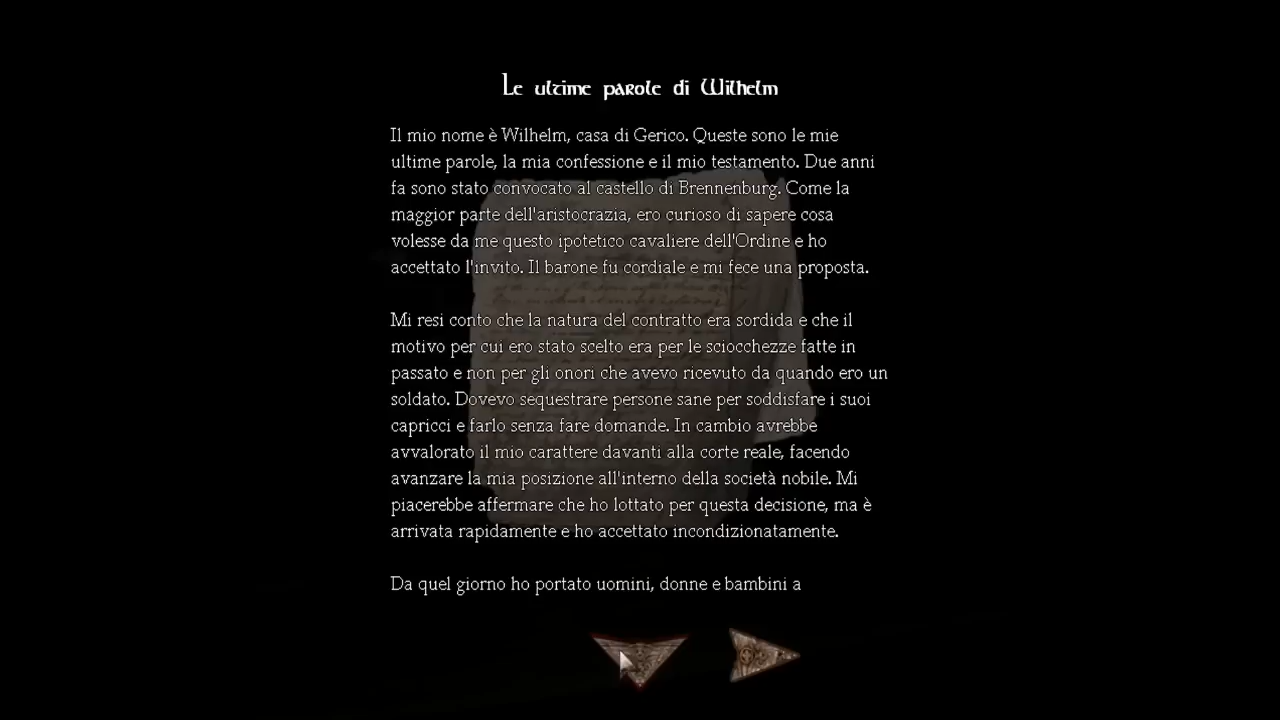 Le ultime parole di Wilhelm
Il mio nome è Wilhelm, casa di Gerico. Queste sono le mie
ultime parole, la mia confessione e il mio testamento. Due anni
fa sono stato convocato al castello di Brennenburg. Come la
maggior parte dell'aristocrazia, ero curioso di sapere cosa
volesse da me questo ipotetico cavaliere dell'Ordine e ho
accettato l'invito. Il barone fu cordiale e mi fece una proposta.
Mi resi conto che la natura del contratto era sordida e che il
motivo per cui ero stato scelto era per le sciocchezze fatte in
passato e non per gli onori che avevo ricevuto da quando ero un
soldato. Dovevo sequestrare persone sane per soddisfare i suoi
capricci e farlo senza fare domande. In cambio avrebbe
avvalorato il mio carattere davanti alla corte reale, facendo
avanzare la mia posizione all'interno della società nobile. Mi
piacerebbe affermare che ho lottato per questa decisione, ma è
arrivata rapidamente e ho accettato incondizionatamente.
Da quel giorno ho portato uomini, donne e bambini a